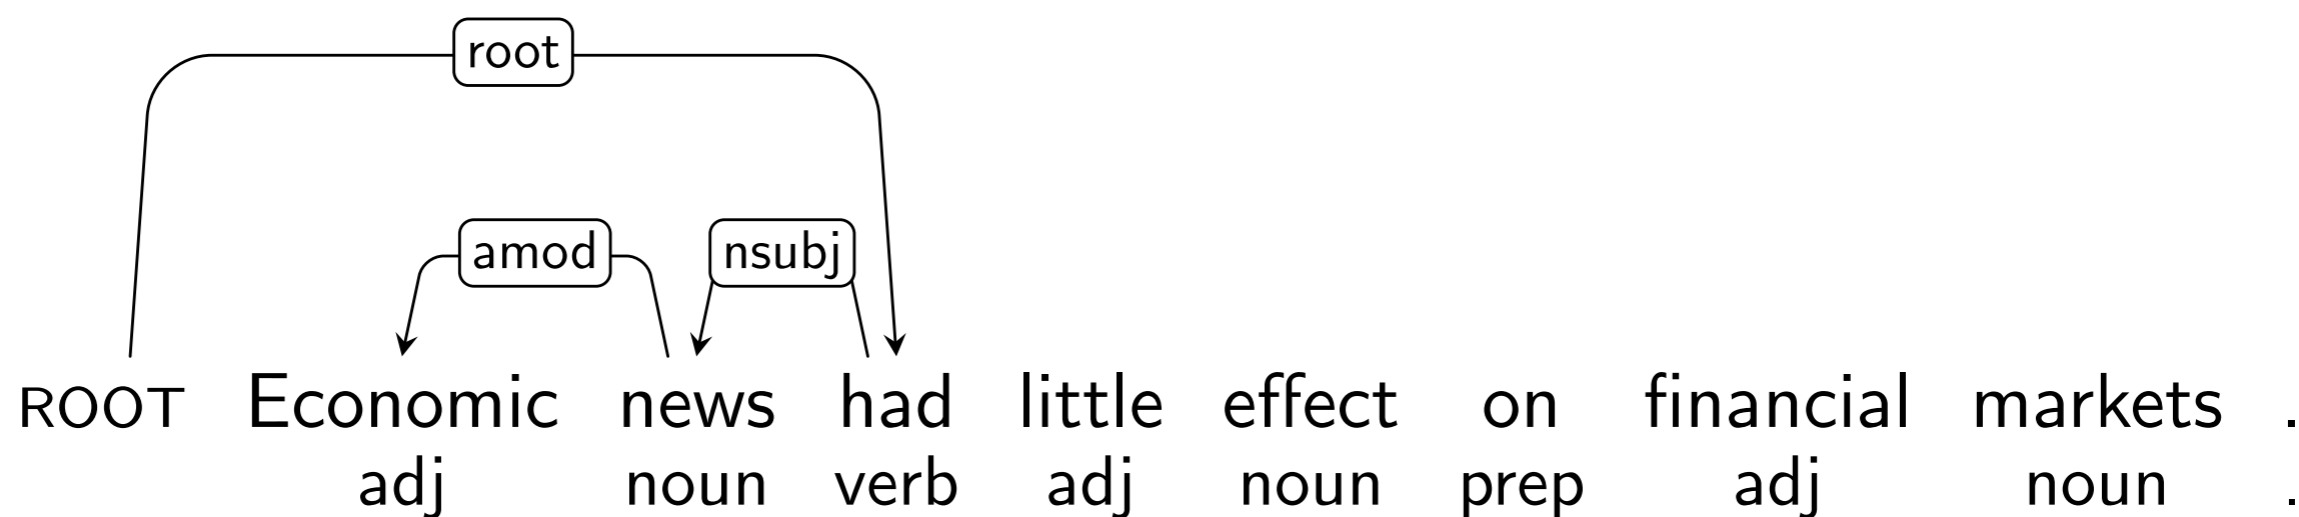 root
amod nsubj
ROOT Economic news had little effect on financial markets .
adj noun verb adj noun prep adj noun .